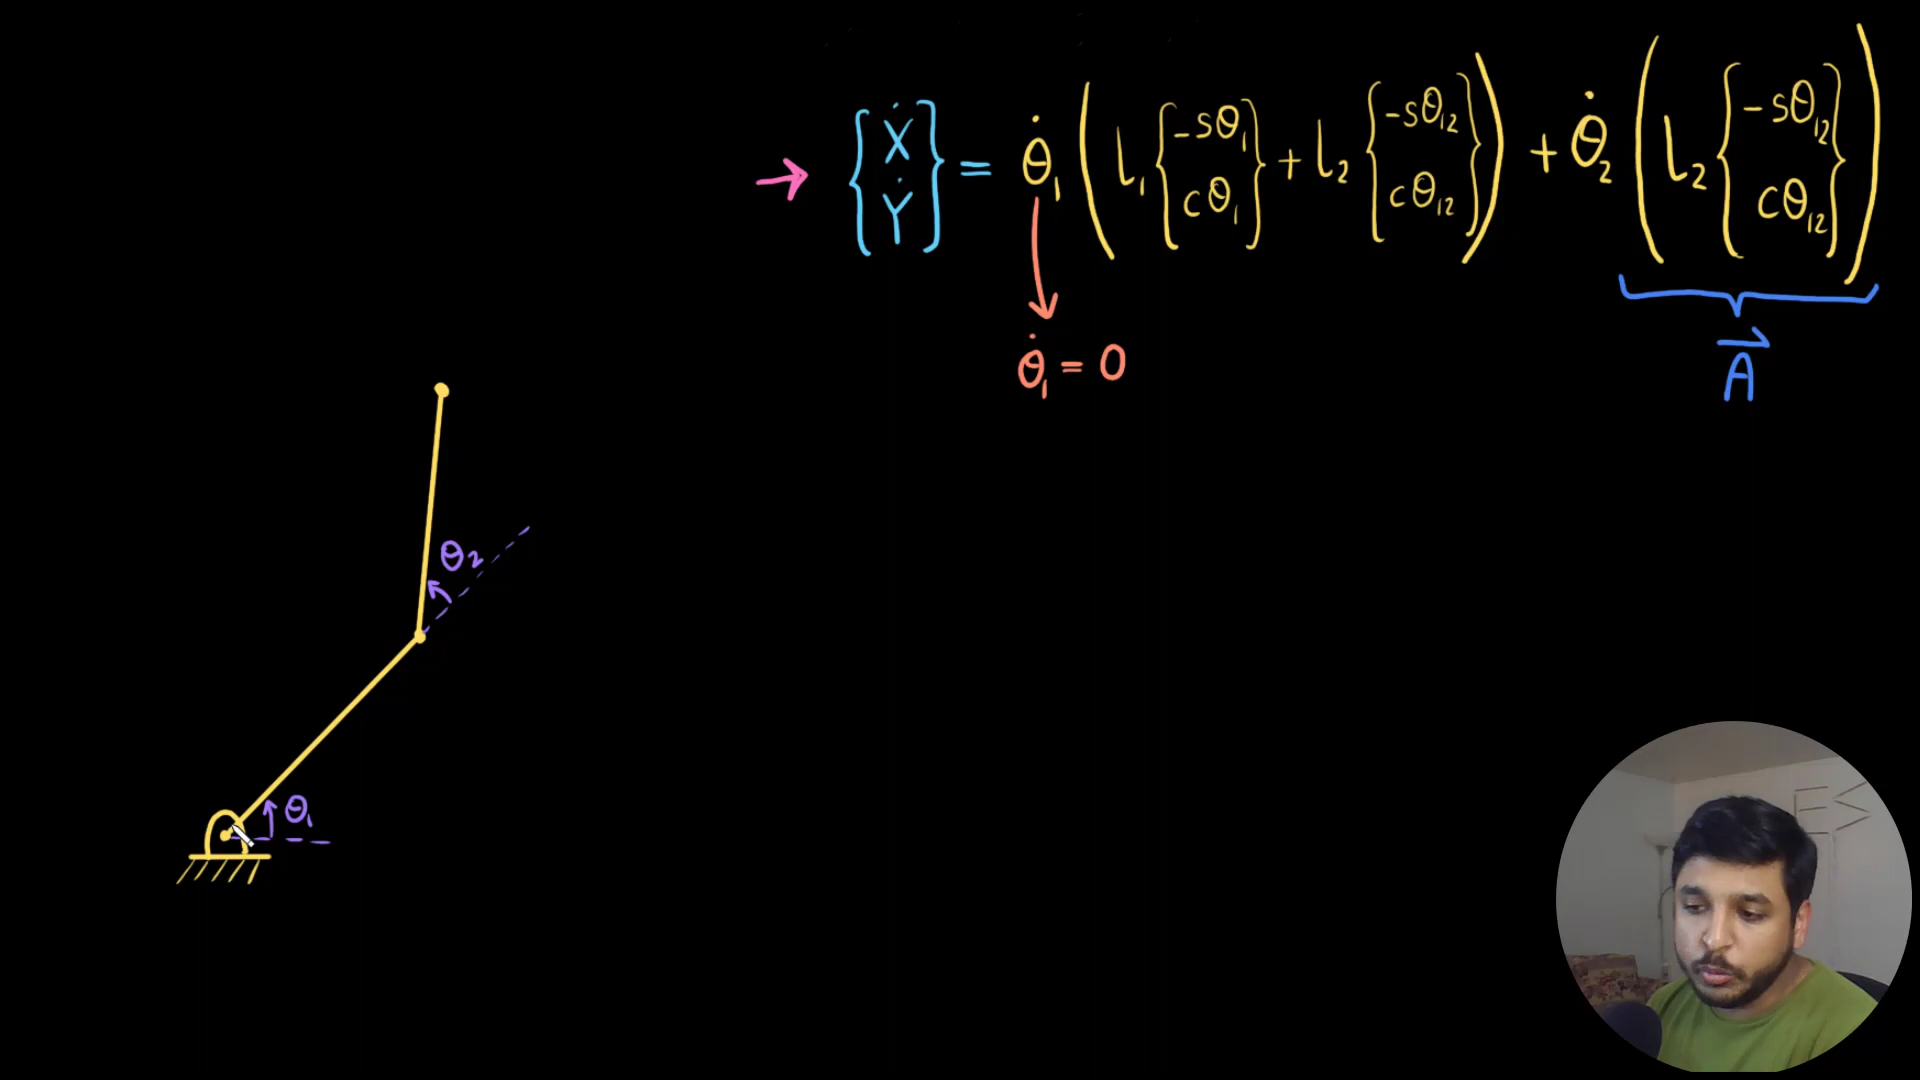 → { Ẋ Ẏ } = θ̇₁ ( L₁ { -sθ₁ cθ₁ } + L₂ { -sθ₁₂ cθ₁₂ } ) + θ̇₂ ( L₂ { -sθ₁₂ cθ₁₂ } )
θ̇₁ = 0
A⃗
θ₂
θ₁